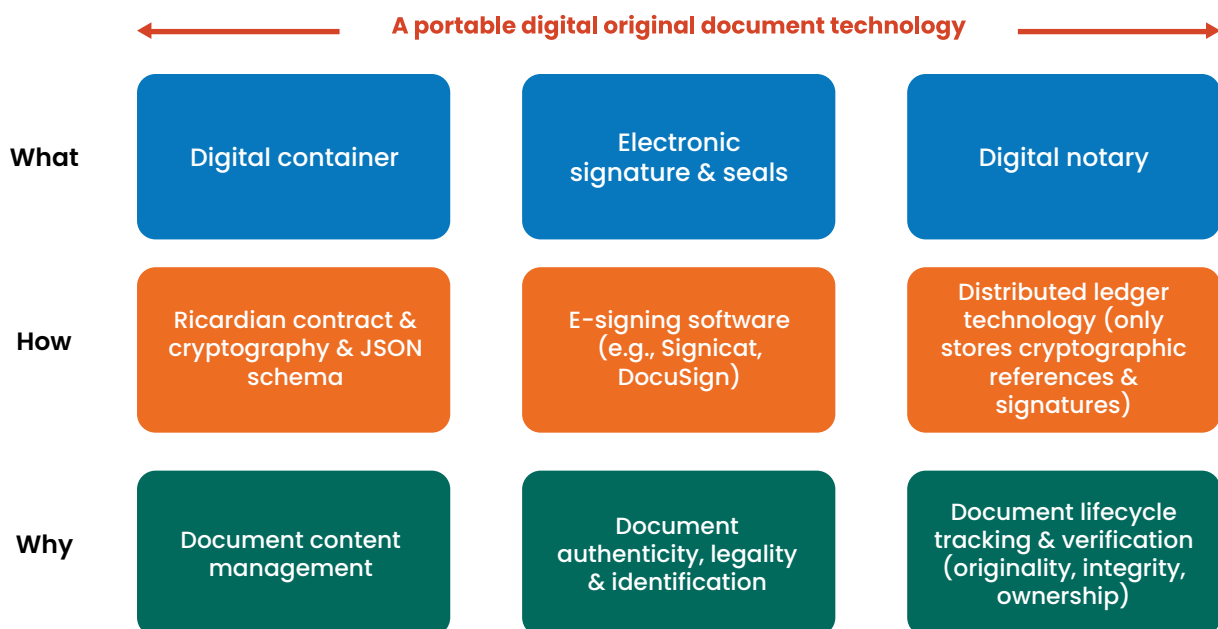 A portable digital original document technology
What
Digital container
Electronic
signature & seals
Digital notary
How
Ricardian contract &
cryptography & JSON
schema
E-signing software
(e.g., Signicat,
DocuSign)
Distributed ledger
technology (only
stores cryptographic
references &
signatures)
Why
Document content
management
Document
authenticity, legality
& identification
Document lifecycle
tracking & verification
(originality, integrity,
ownership)